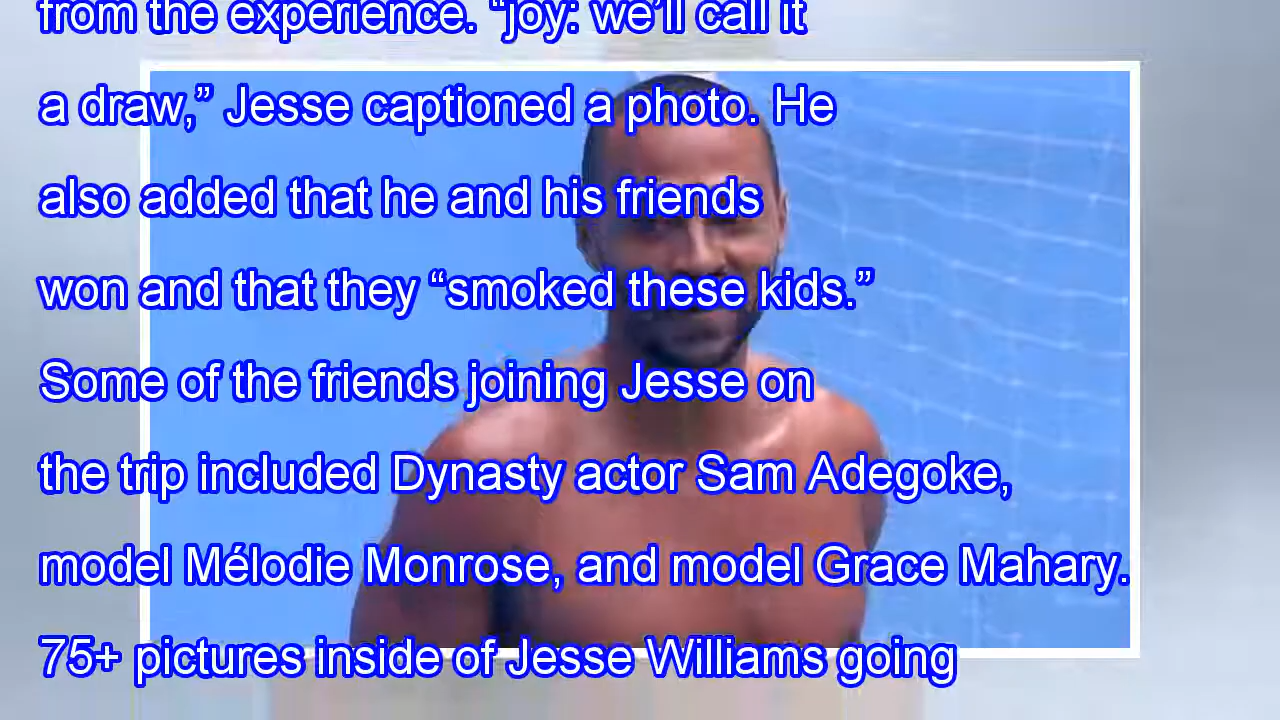 from the experience. “joy: we’ll call it
a draw,” Jesse captioned a photo. He
also added that he and his friends
won and that they “smoked these kids.”
Some of the friends joining Jesse on
the trip included Dynasty actor Sam Adegoke,
model Mélodie Monrose, and model Grace Mahary.
75+ pictures inside of Jesse Williams going